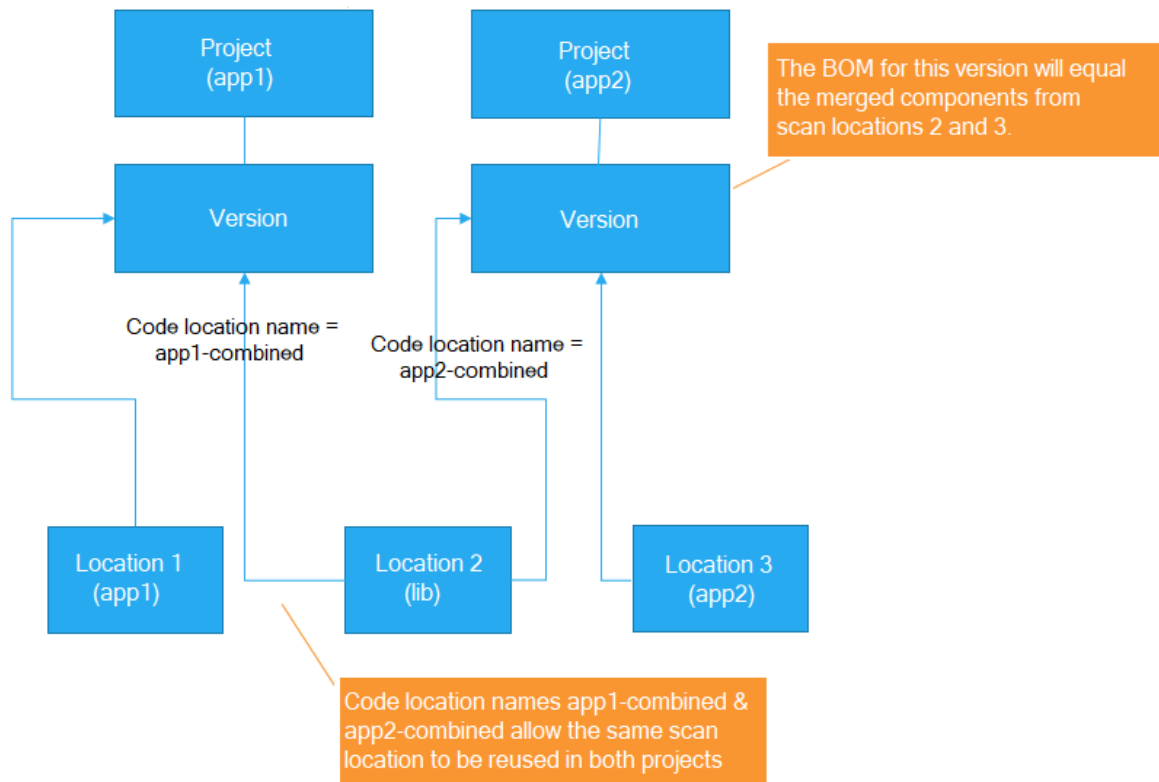 Project
(app1)
Project
(app2)
The BOM for this version will equal
the merged components from
scan locations 2 and 3.
Version
Version
Code location name =
app1-combined
Code location name =
app2-combined
Location 1
(app1)
Location 2
(lib)
Location 3
(app2)
Code location names app1-combined &
app2-combined allow the same scan
location to be reused in both projects